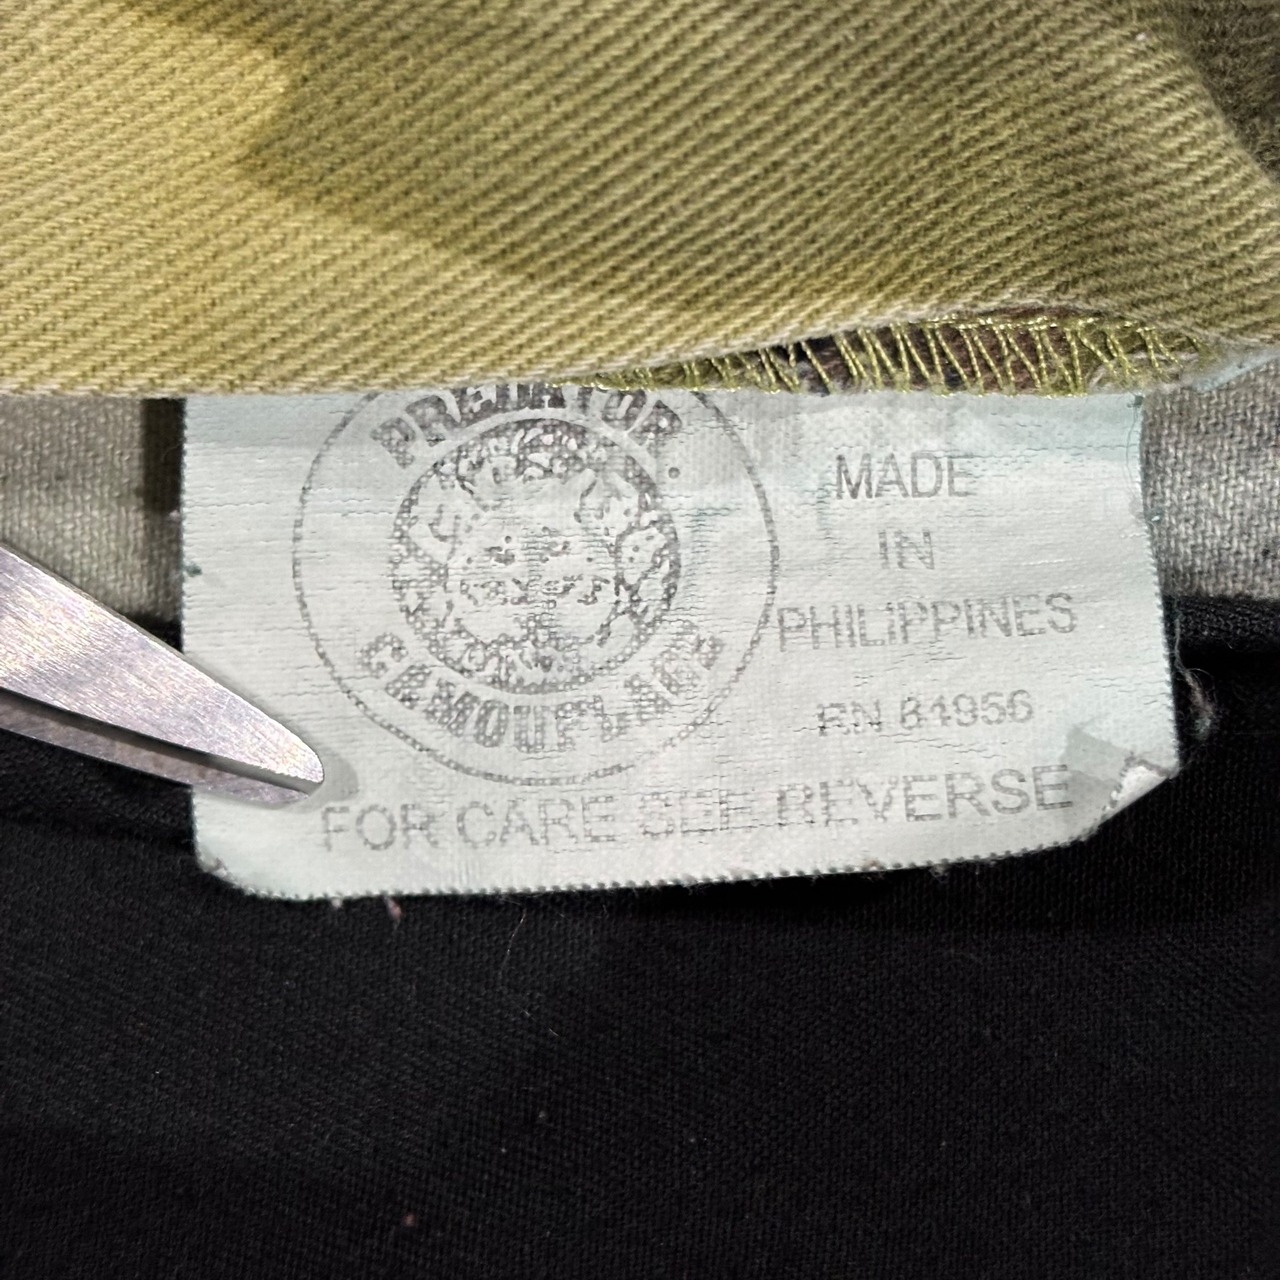 PREDATOR
CAMOUFLAGE
MADE
IN
PHILIPPINES
RN 84956
FOR CARE SEE REVERSE